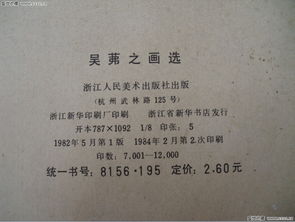 吴茀之画选
浙江人民美术出版社出版
(杭州武林路125号)
浙江新华印刷厂印刷 浙江省新华书店发行
开本787×1092 1/8 印张:5
1982年5月第1版 1984年2月第2次印刷
印数:7,001—12,000
统一书号:8156·195 定价:2.60元